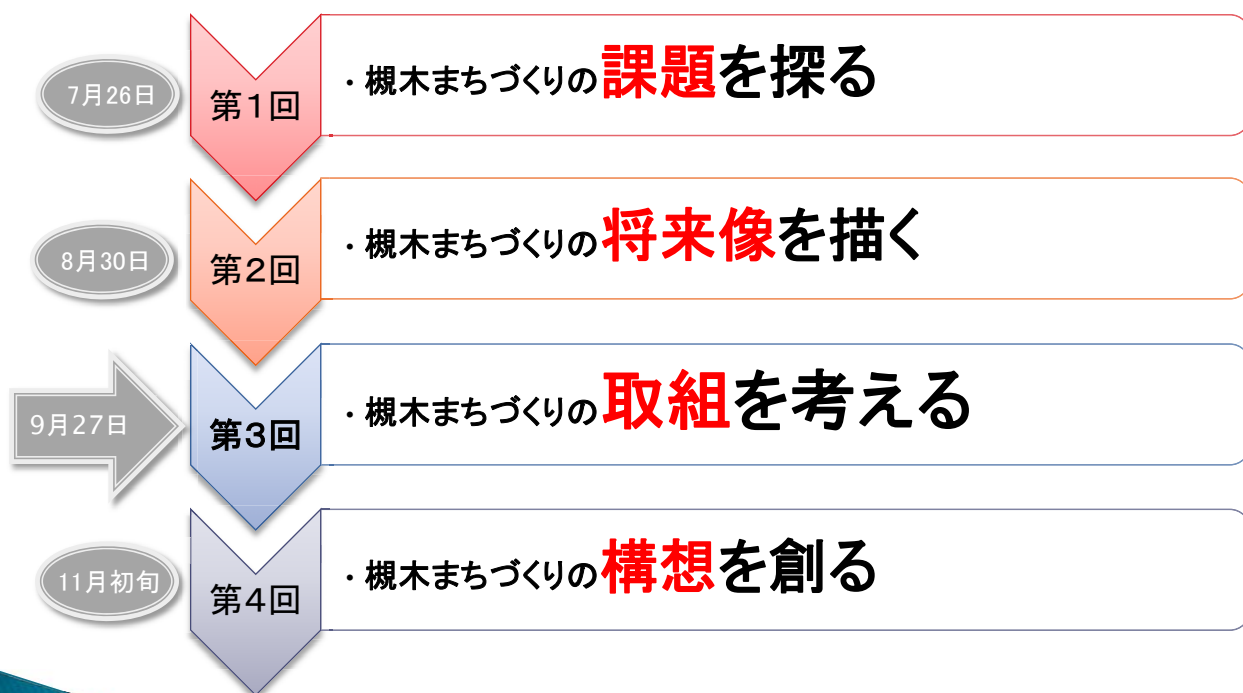 7月26日
第1回
・槻木まちづくりの課題を探る
8月30日
第2回
・槻木まちづくりの将来像を描く
9月27日
第3回
・槻木まちづくりの取組を考える
11月初旬
第4回
・槻木まちづくりの構想を創る